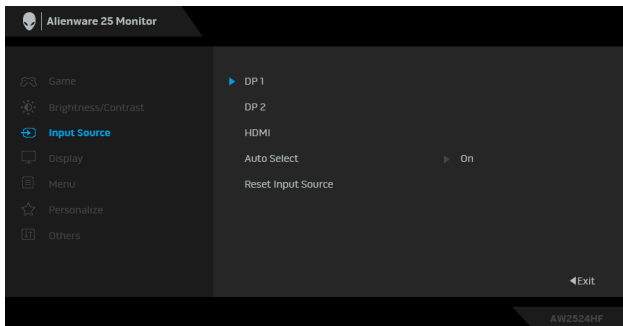 Alienware 25 Monitor
Game
Brightness/Contrast
Input Source
Display
Menu
Personalize
Others
DP 1
DP 2
HDMI
Auto Select On
Reset Input Source
Exit
AW2524HF